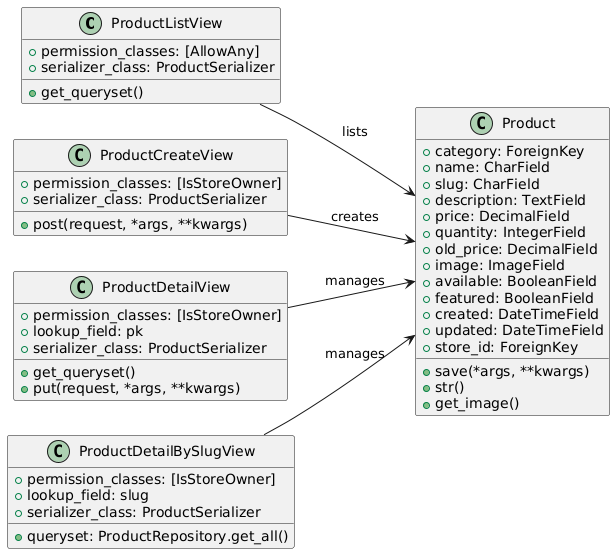 C ProductListView
permission_classes: [AllowAny]
serializer_class: ProductSerializer
get_queryset()
lists
C ProductCreateView
permission_classes: [IsStoreOwner]
serializer_class: ProductSerializer
post(request, *args, **kwargs)
creates
C ProductDetailView
permission_classes: [IsStoreOwner]
lookup_field: pk
serializer_class: ProductSerializer
get_queryset()
put(request, *args, **kwargs)
manages
C ProductDetailBySlugView
permission_classes: [IsStoreOwner]
lookup_field: slug
serializer_class: ProductSerializer
queryset: ProductRepository.get_all()
manages
C Product
category: ForeignKey
name: CharField
slug: CharField
description: TextField
price: DecimalField
quantity: IntegerField
old_price: DecimalField
image: ImageField
available: BooleanField
featured: BooleanField
created: DateTimeField
updated: DateTimeField
store_id: ForeignKey
save(*args, **kwargs)
str()
get_image()